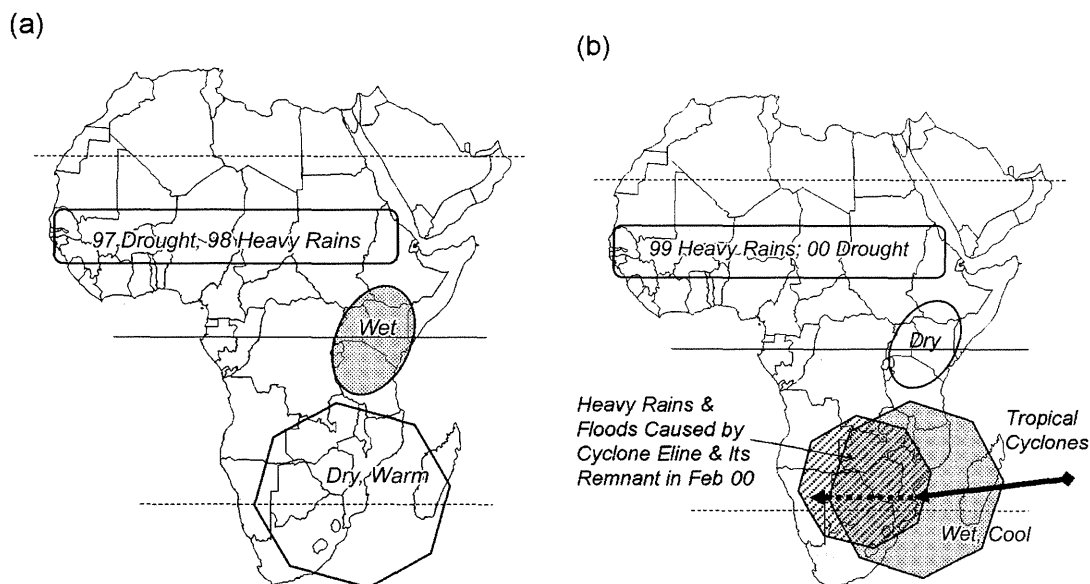 (a)
97 Drought, 98 Heavy Rains
Wet
Dry, Warm
(b)
99 Heavy Rains; 00 Drought
Dry
Heavy Rains &
Floods Caused by
Cyclone Eline & Its
Remnant in Feb 00
Tropical
Cyclones
Wet, Cool